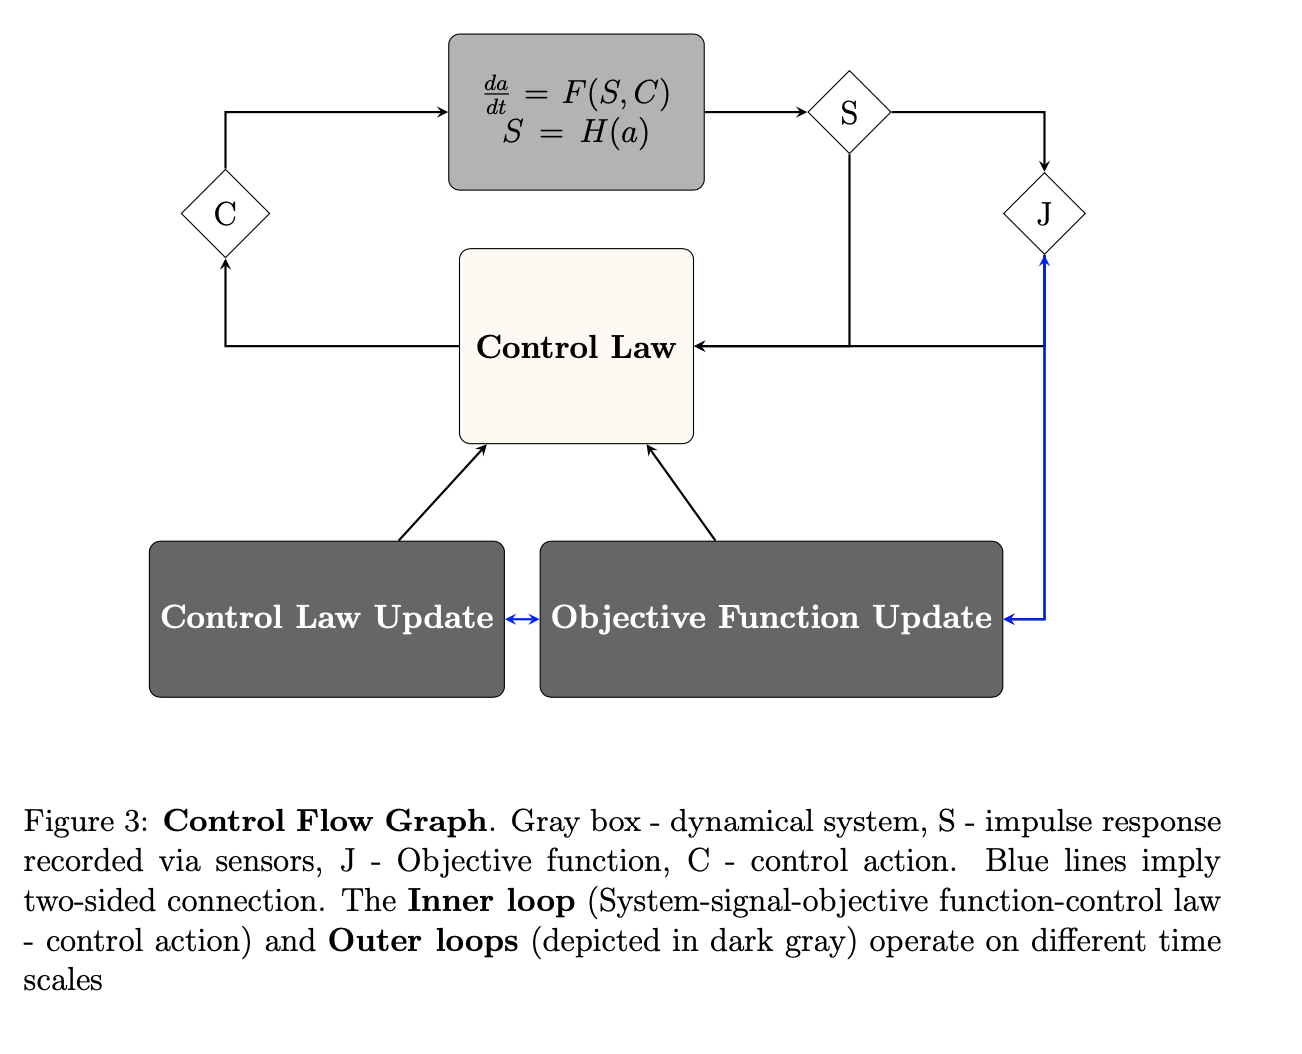 da/dt = F(S, C)
S = H(a)
S
C
J
Control Law
Control Law Update
Objective Function Update
Figure 3: Control Flow Graph. Gray box - dynamical system, S - impulse response
recorded via sensors, J - Objective function, C - control action. Blue lines imply
two-sided connection. The Inner loop (System-signal-objective function-control law
- control action) and Outer loops (depicted in dark gray) operate on different time
scales